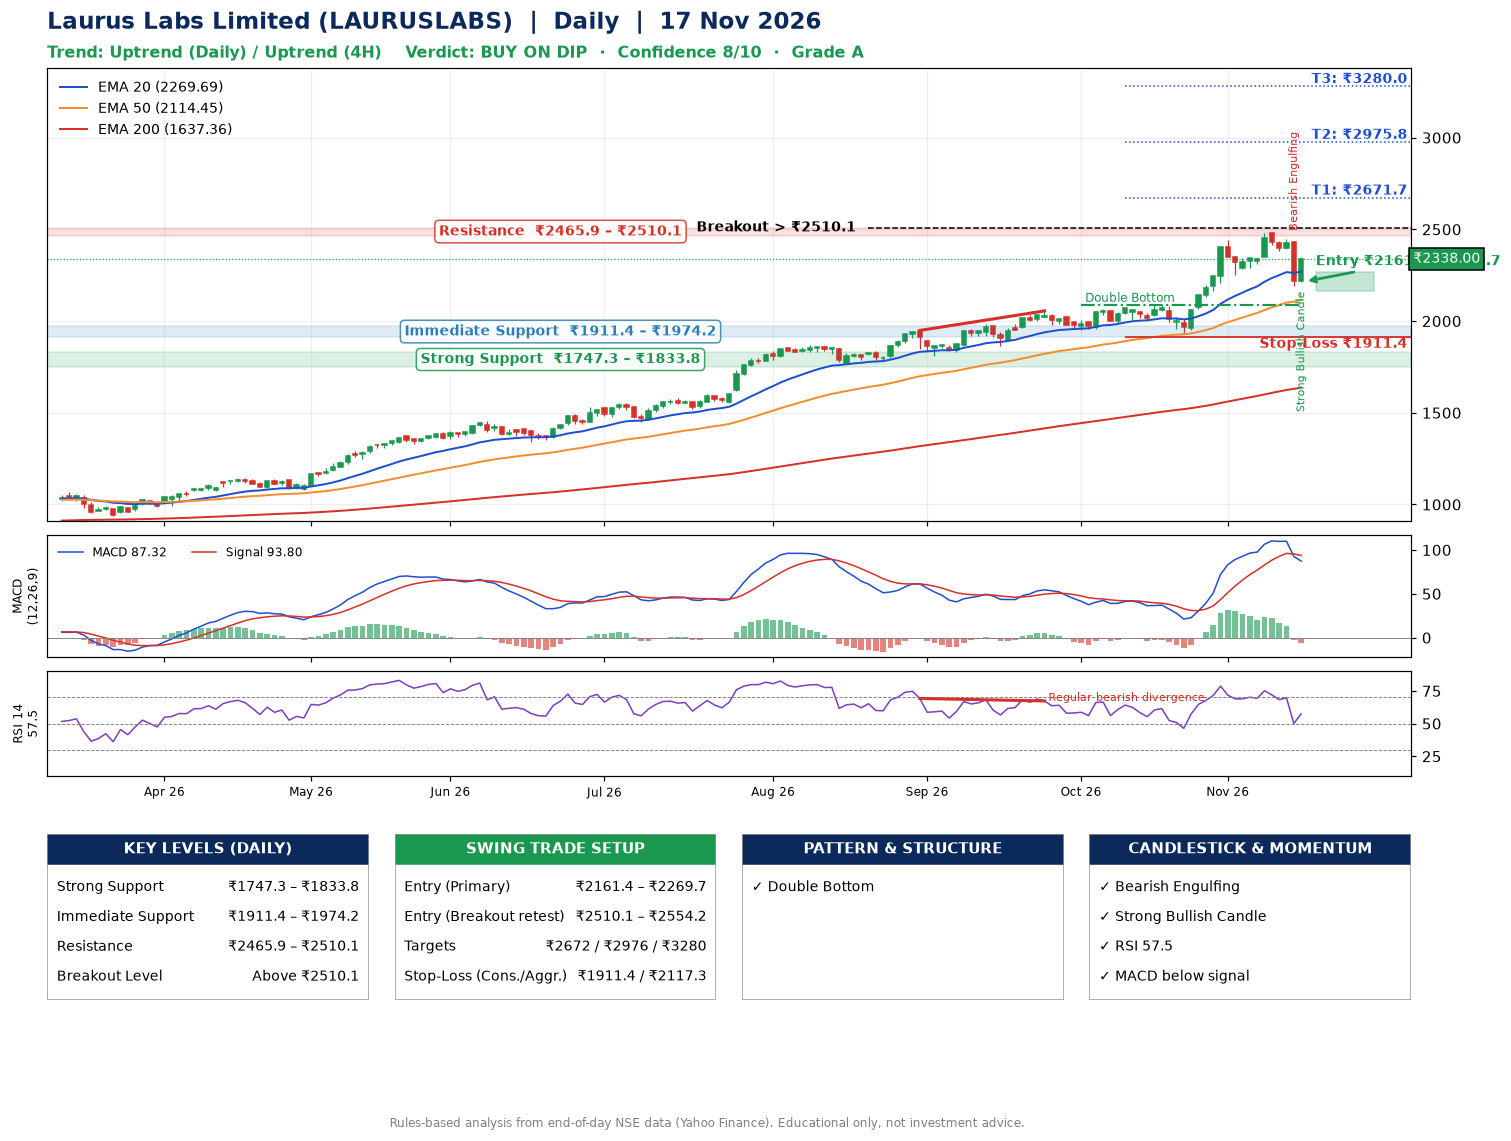 Laurus Labs Limited (LAURUSLABS)  |  Daily  |  17 Nov 2026
Trend: Uptrend (Daily) / Uptrend (4H)    Verdict: BUY ON DIP  ·  Confidence 8/10  ·  Grade A
EMA 20 (2269.69)
EMA 50 (2114.45)
EMA 200 (1637.36)
T3: ₹3280.0
T2: ₹2975.8
T1: ₹2671.7
Bearish Engulfing
Resistance  ₹2465.9 – ₹2510.1
Breakout > ₹2510.1
Entry ₹2161
.7
₹2338.00
Double Bottom
Immediate Support  ₹1911.4 – ₹1974.2
Strong Support  ₹1747.3 – ₹1833.8
Stop-Loss ₹1911.4
Strong Bullish Candle
3000
2500
2000
1500
1000
MACD 87.32
Signal 93.80
MACD
(12,26,9)
100
50
0
Regular bearish divergence
RSI 14
57.5
75
50
25
Apr 26
May 26
Jun 26
Jul 26
Aug 26
Sep 26
Oct 26
Nov 26
KEY LEVELS (DAILY)
Strong Support ₹1747.3 – ₹1833.8
Immediate Support ₹1911.4 – ₹1974.2
Resistance ₹2465.9 – ₹2510.1
Breakout Level Above ₹2510.1
SWING TRADE SETUP
Entry (Primary) ₹2161.4 – ₹2269.7
Entry (Breakout retest) ₹2510.1 – ₹2554.2
Targets ₹2672 / ₹2976 / ₹3280
Stop-Loss (Cons./Aggr.) ₹1911.4 / ₹2117.3
PATTERN & STRUCTURE
✓ Double Bottom
CANDLESTICK & MOMENTUM
✓ Bearish Engulfing
✓ Strong Bullish Candle
✓ RSI 57.5
✓ MACD below signal
Rules-based analysis from end-of-day NSE data (Yahoo Finance). Educational only, not investment advice.